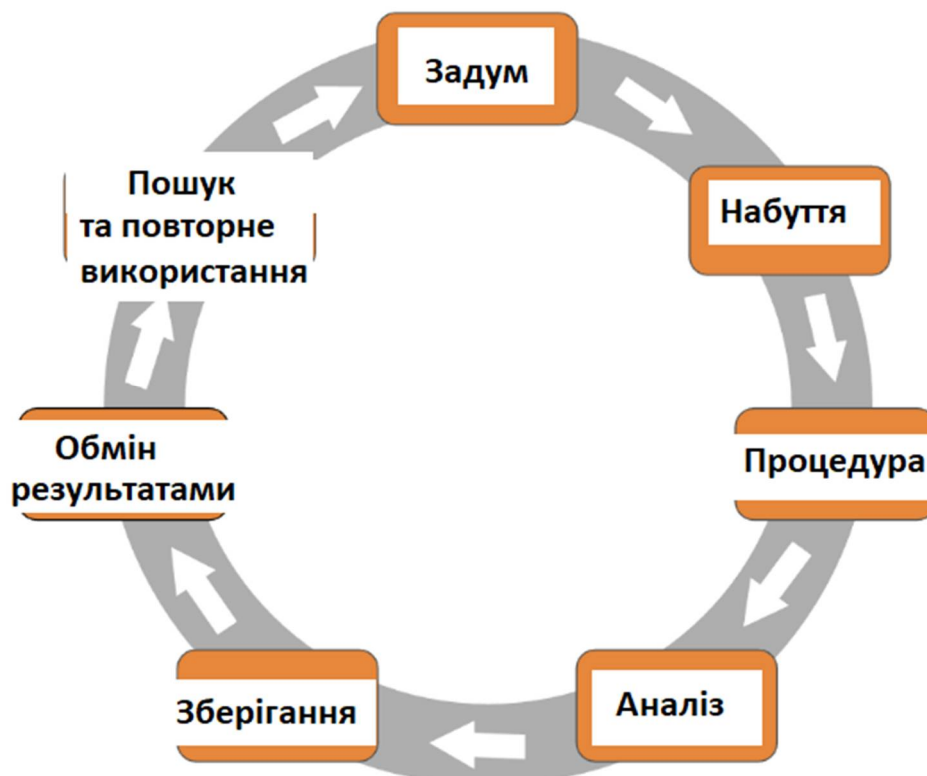 Задум
Набуття
Процедура
Аналіз
Зберігання
Обмін
результатами
Пошук
та повторне
використання